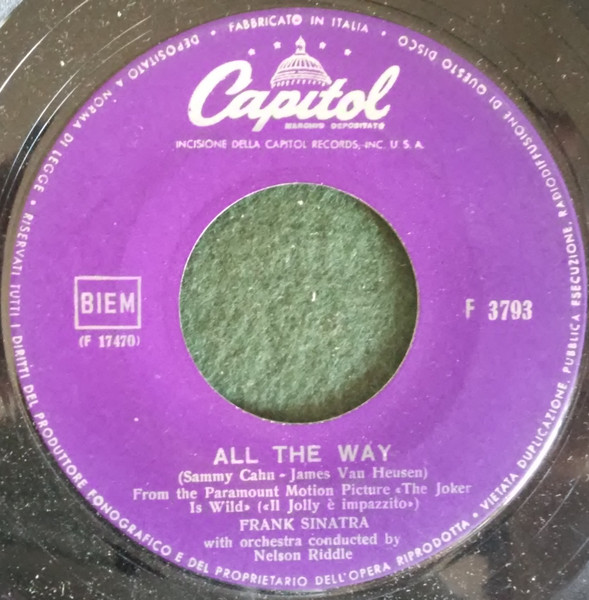 FABBRICATO IN ITALIA • RADIODIFFUSIONE DI QUESTO DISCO
DEPOSITATO A NORMA DI LEGGE • RISERVATI TUTTI I DIRITTI DEL PRODUTTORE FONOGRAFICO E DEL PROPRIETARIO DELL'OPERA RIPRODOTTA • VIETATA DUPLICAZIONE, PUBBLICA ESECUZIONE,
Capitol
MARCHIO DEPOSITATO
INCISIONE DELLA CAPITOL RECORDS, INC. U.S.A.
BIEM
(F 17470)
F 3793
ALL THE WAY
(Sammy Cahn - James Van Heusen)
From the Paramount Motion Picture «The Joker
Is Wild» («Il Jolly è impazzito»)
FRANK SINATRA
with orchestra conducted by
Nelson Riddle